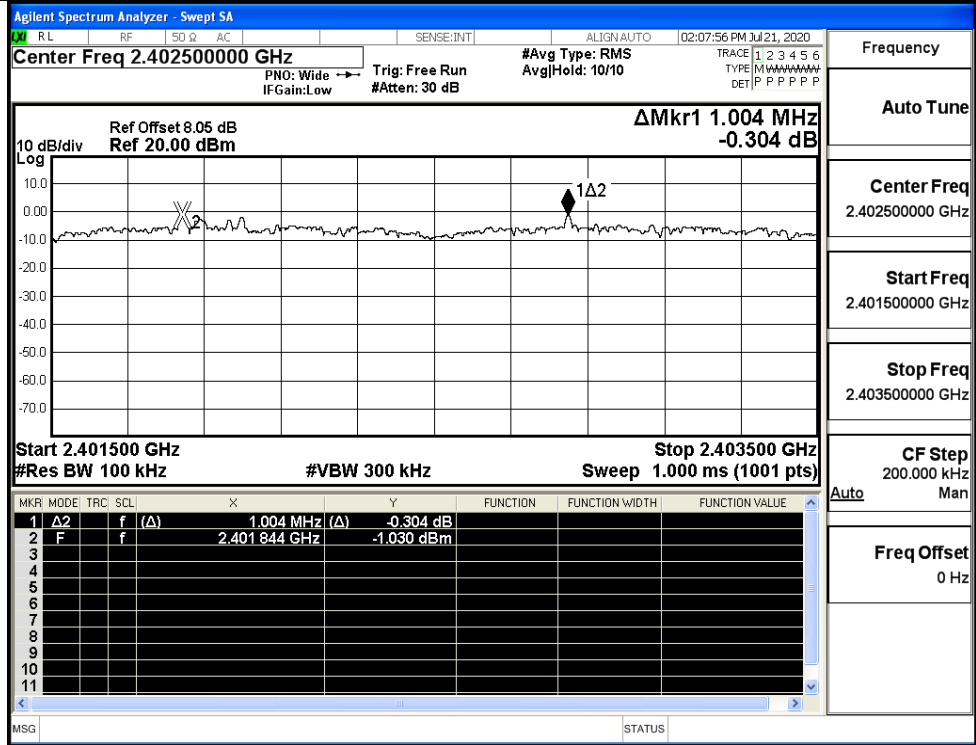 Agilent Spectrum Analyzer - Swept SA
LXI RL RF 50 Ω AC SENSE:INT ALIGNAUTO 02:07:56 PM Jul 21, 2020
Center Freq 2.402500000 GHz
#Avg Type: RMS
TRACE 1 2 3 4 5 6
PNO: Wide
Trig: Free Run
Avg|Hold: 10/10
TYPE M WWWWW
IFGain:Low
#Atten: 30 dB
DET P P P P P P
ΔMkr1 1.004 MHz
-0.304 dB
Ref Offset 8.05 dB
10 dB/div Ref 20.00 dBm
Log
10.0
0.00
-10.0
-20.0
-30.0
-40.0
-50.0
-60.0
-70.0
2
1Δ2
Start 2.401500 GHz Stop 2.403500 GHz
#Res BW 100 kHz #VBW 300 kHz Sweep 1.000 ms (1001 pts)
MKR MODE TRC SCL X Y FUNCTION FUNCTION WIDTH FUNCTION VALUE
1 Δ2 f (Δ) 1.004 MHz (Δ) -0.304 dB
2 F f 2.401 844 GHz -1.030 dBm
3
4
5
6
7
8
9
10
11
MSG STATUS
Frequency
Auto Tune
Center Freq
2.402500000 GHz
Start Freq
2.401500000 GHz
Stop Freq
2.403500000 GHz
CF Step
200.000 kHz
Auto Man
Freq Offset
0 Hz